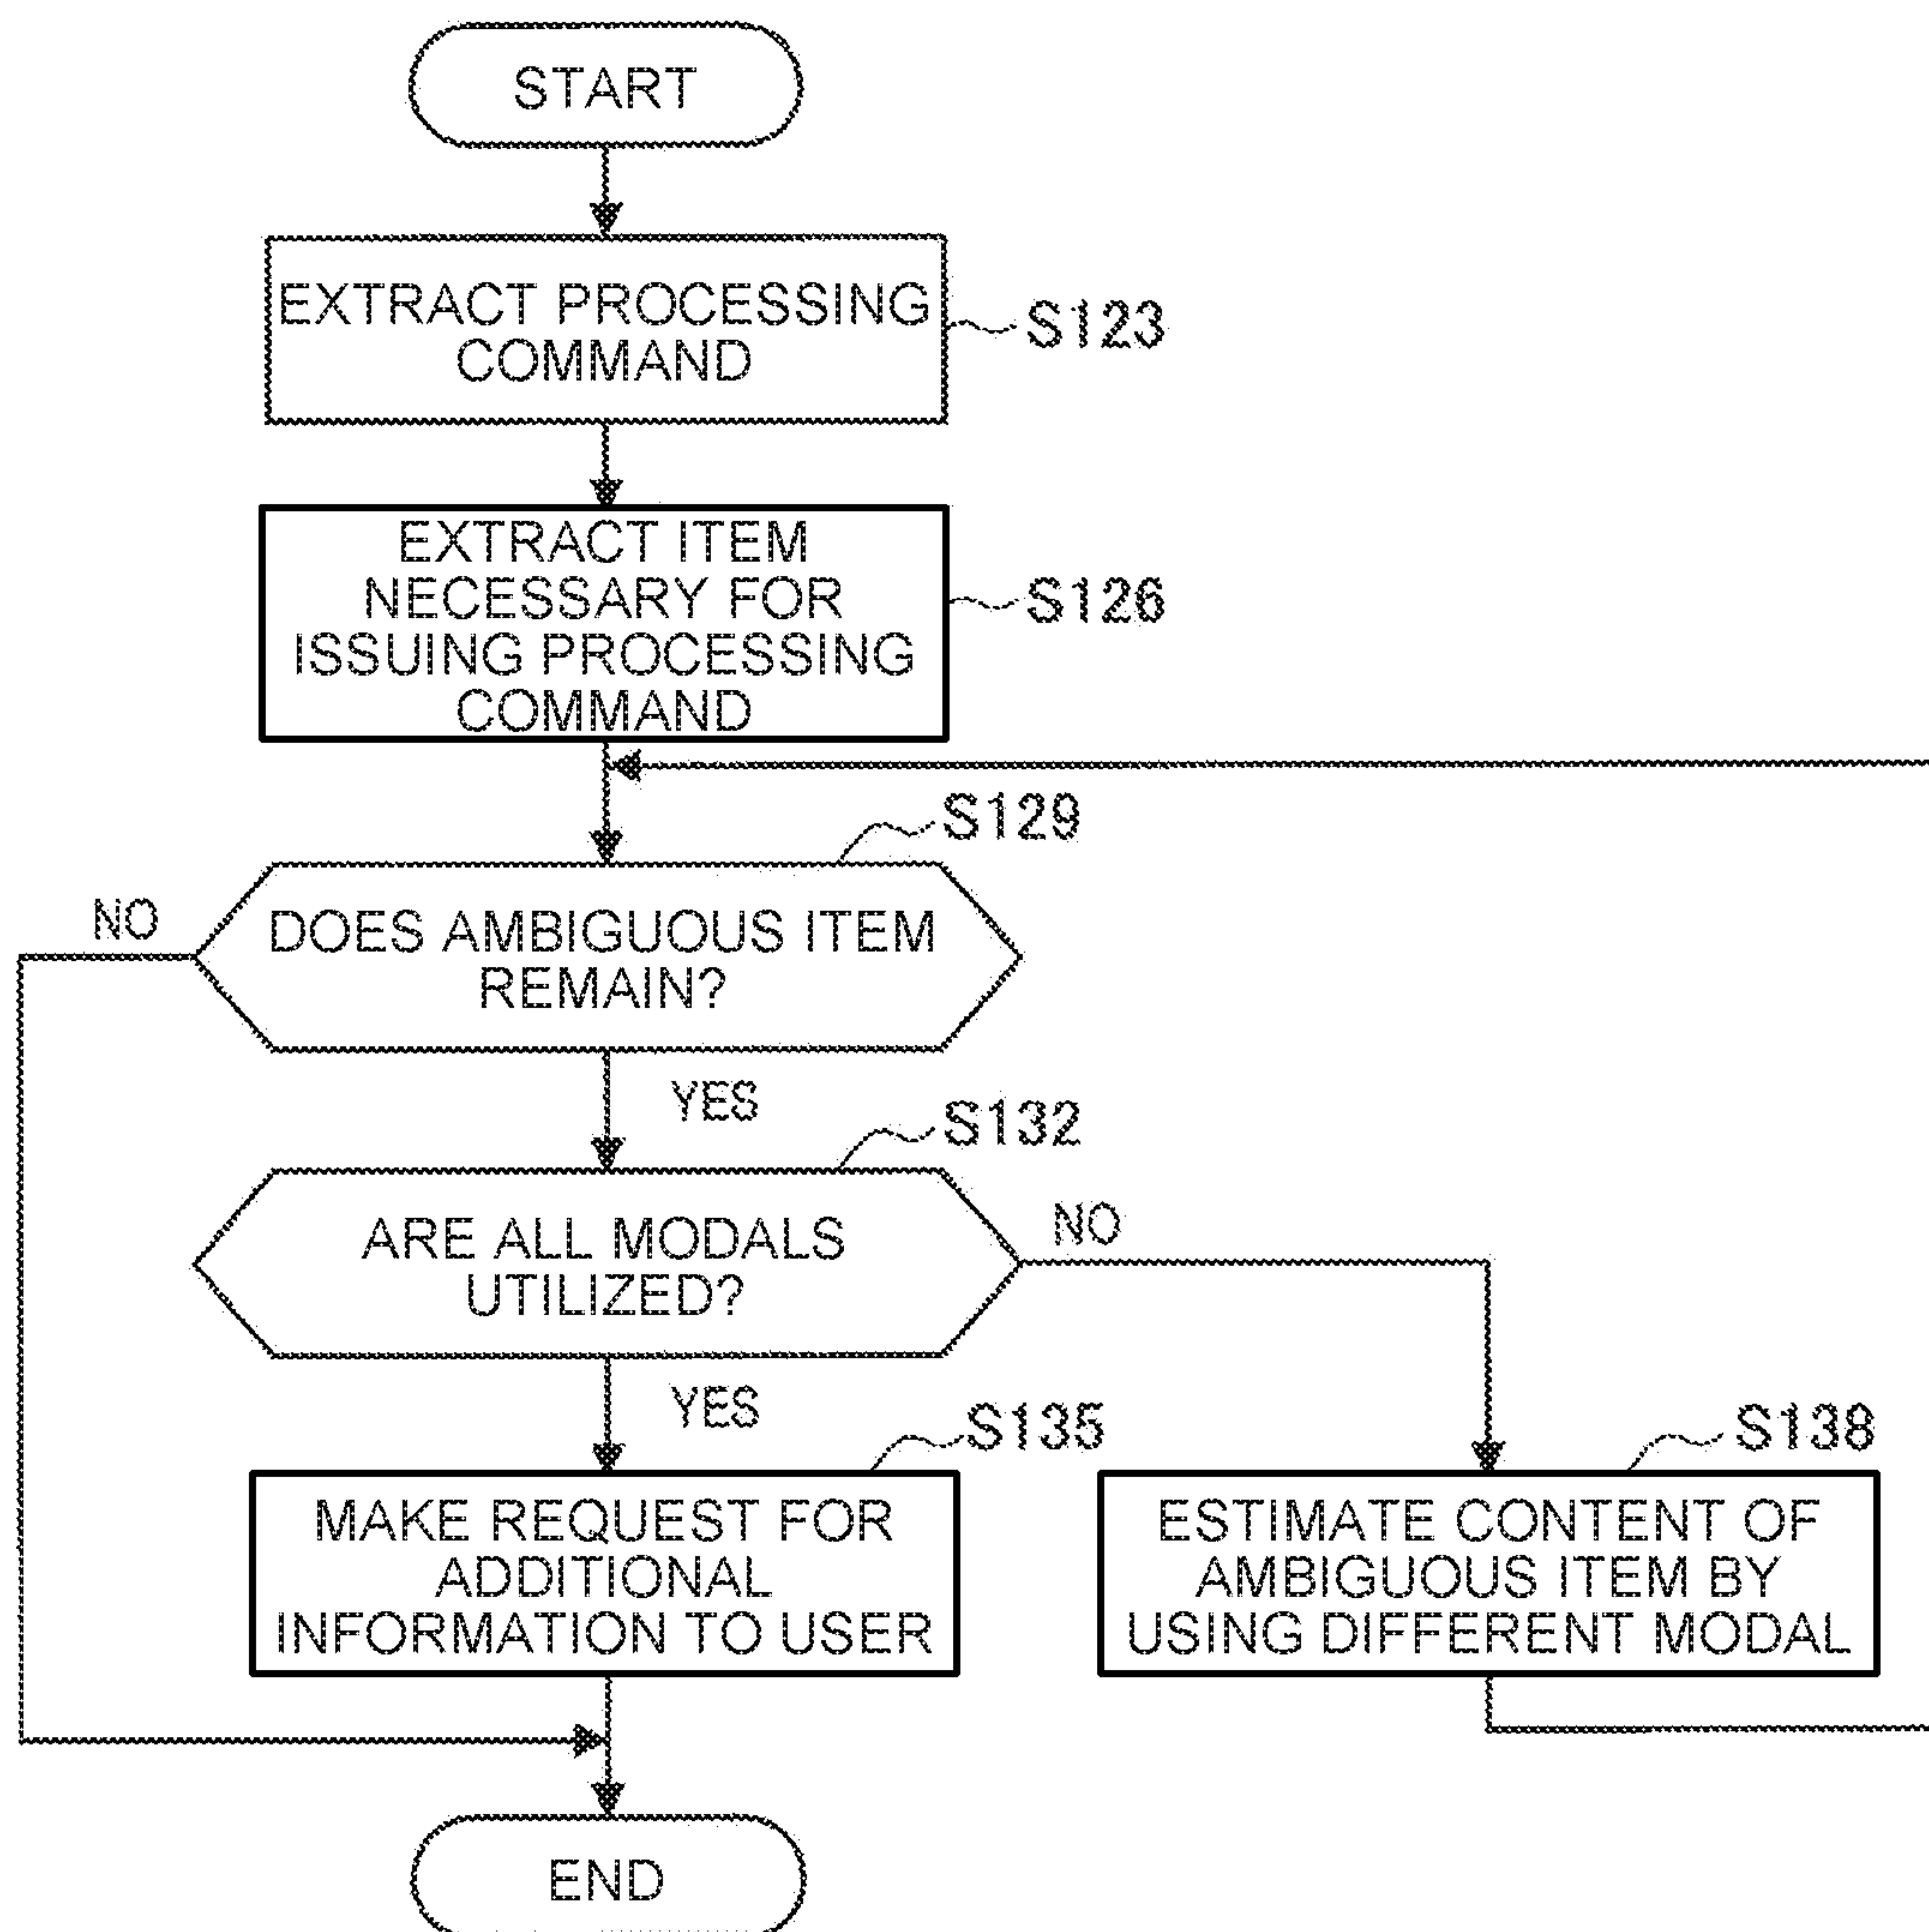 START
EXTRACT PROCESSING
COMMAND
S123
EXTRACT ITEM
NECESSARY FOR
ISSUING PROCESSING
COMMAND
S126
S129
NO
DOES AMBIGUOUS ITEM
REMAIN?
YES
S132
ARE ALL MODALS
UTILIZED?
NO
YES
S135
MAKE REQUEST FOR
ADDITIONAL
INFORMATION TO USER
S138
ESTIMATE CONTENT OF
AMBIGUOUS ITEM BY
USING DIFFERENT MODAL
END